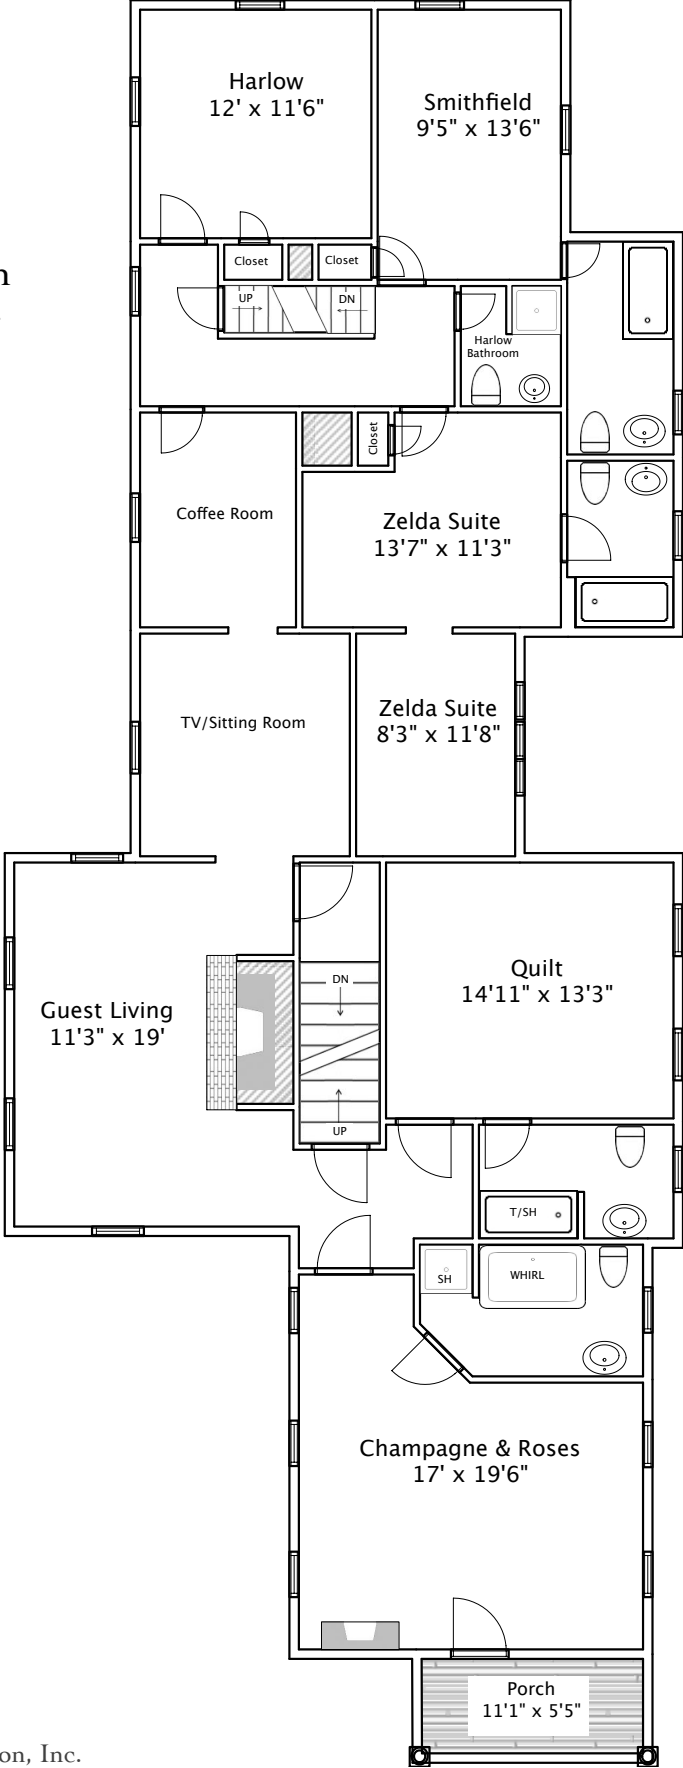 Harlow
12' x 11'6"
Smithfield
9'5" x 13'6"
Closet
Closet
UP
DN
Harlow
Bathroom
Closet
Coffee Room
Zelda Suite
13'7" x 11'3"
TV/Sitting Room
Zelda Suite
8'3" x 11'8"
Quilt
14'11" x 13'3"
DN
Guest Living
11'3" x 19'
UP
T/SH
SH
WHIRL
Champagne & Roses
17' x 19'6"
Porch
11'1" x 5'5"
on, Inc.